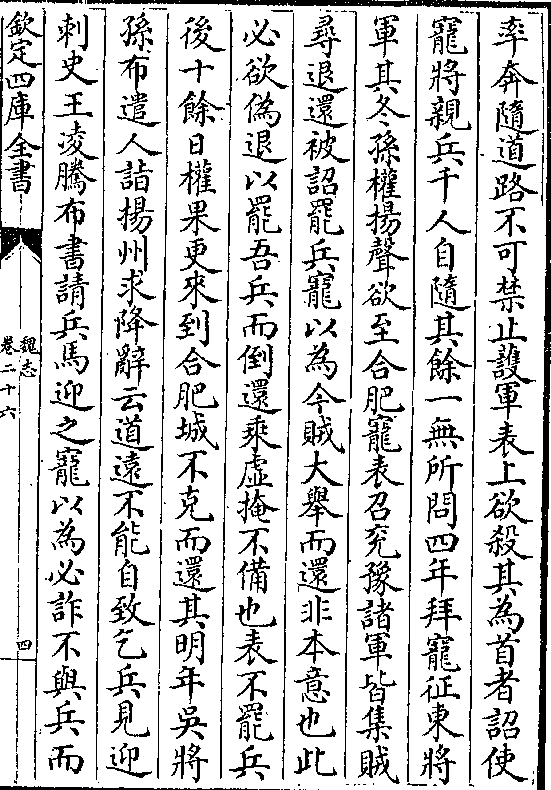 率奔隨道路不可禁止䕶軍表上欲殺其為首者詔使
寵將親兵千人自隨其餘一無所問四年拜寵征東將
軍其冬孫權揚聲欲至合肥寵表召兖豫諸軍皆集賊
尋退還被詔罷兵寵以為今賊大舉而還非本意也此
必欲偽退以罷吾兵而倒還乘虛掩不備也表不罷兵
後十餘日權果更來到合肥城不克而還其明年吳將
孫布遣人詣揚州求降辭云道遠不能自致乞兵見迎
刺史王凌騰布書請兵馬迎之寵以為必詐不與兵而
欽定四庫全書
魏志
卷二十六
四